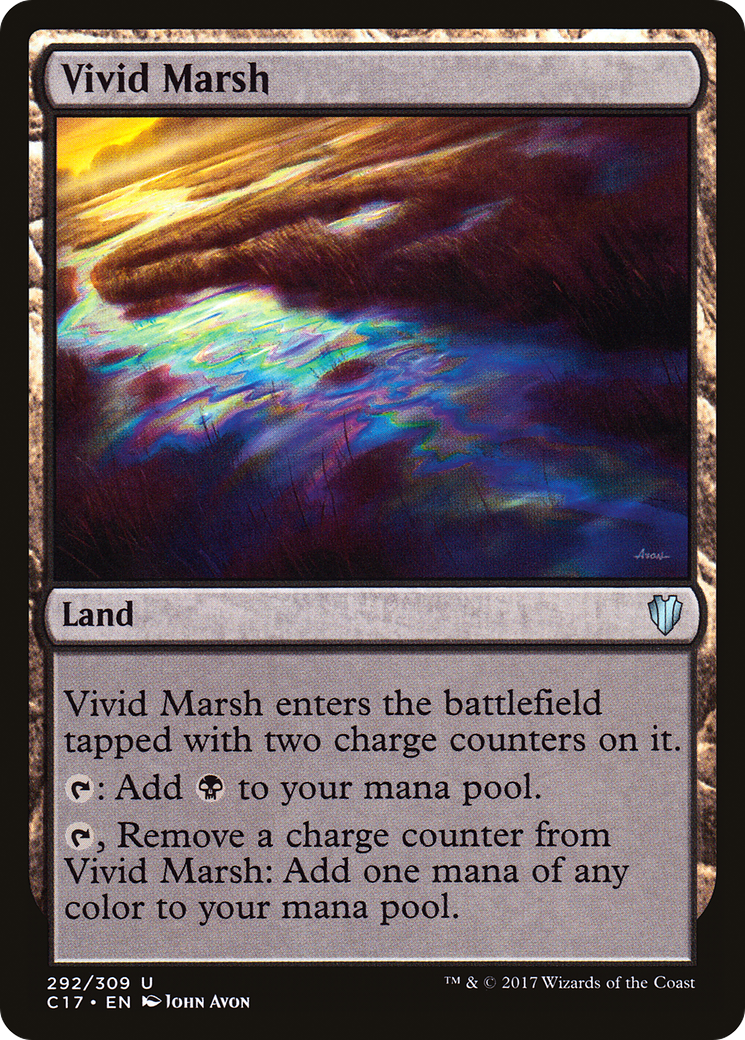 Vivid Marsh
Avon
Land
Vivid Marsh enters the battlefield
tapped with two charge counters on it.
: Add to your mana pool.
, Remove a charge counter from
Vivid Marsh: Add one mana of any
color to your mana pool.
292/309 U
C17 • EN John Avon
™ & © 2017 Wizards of the Coast